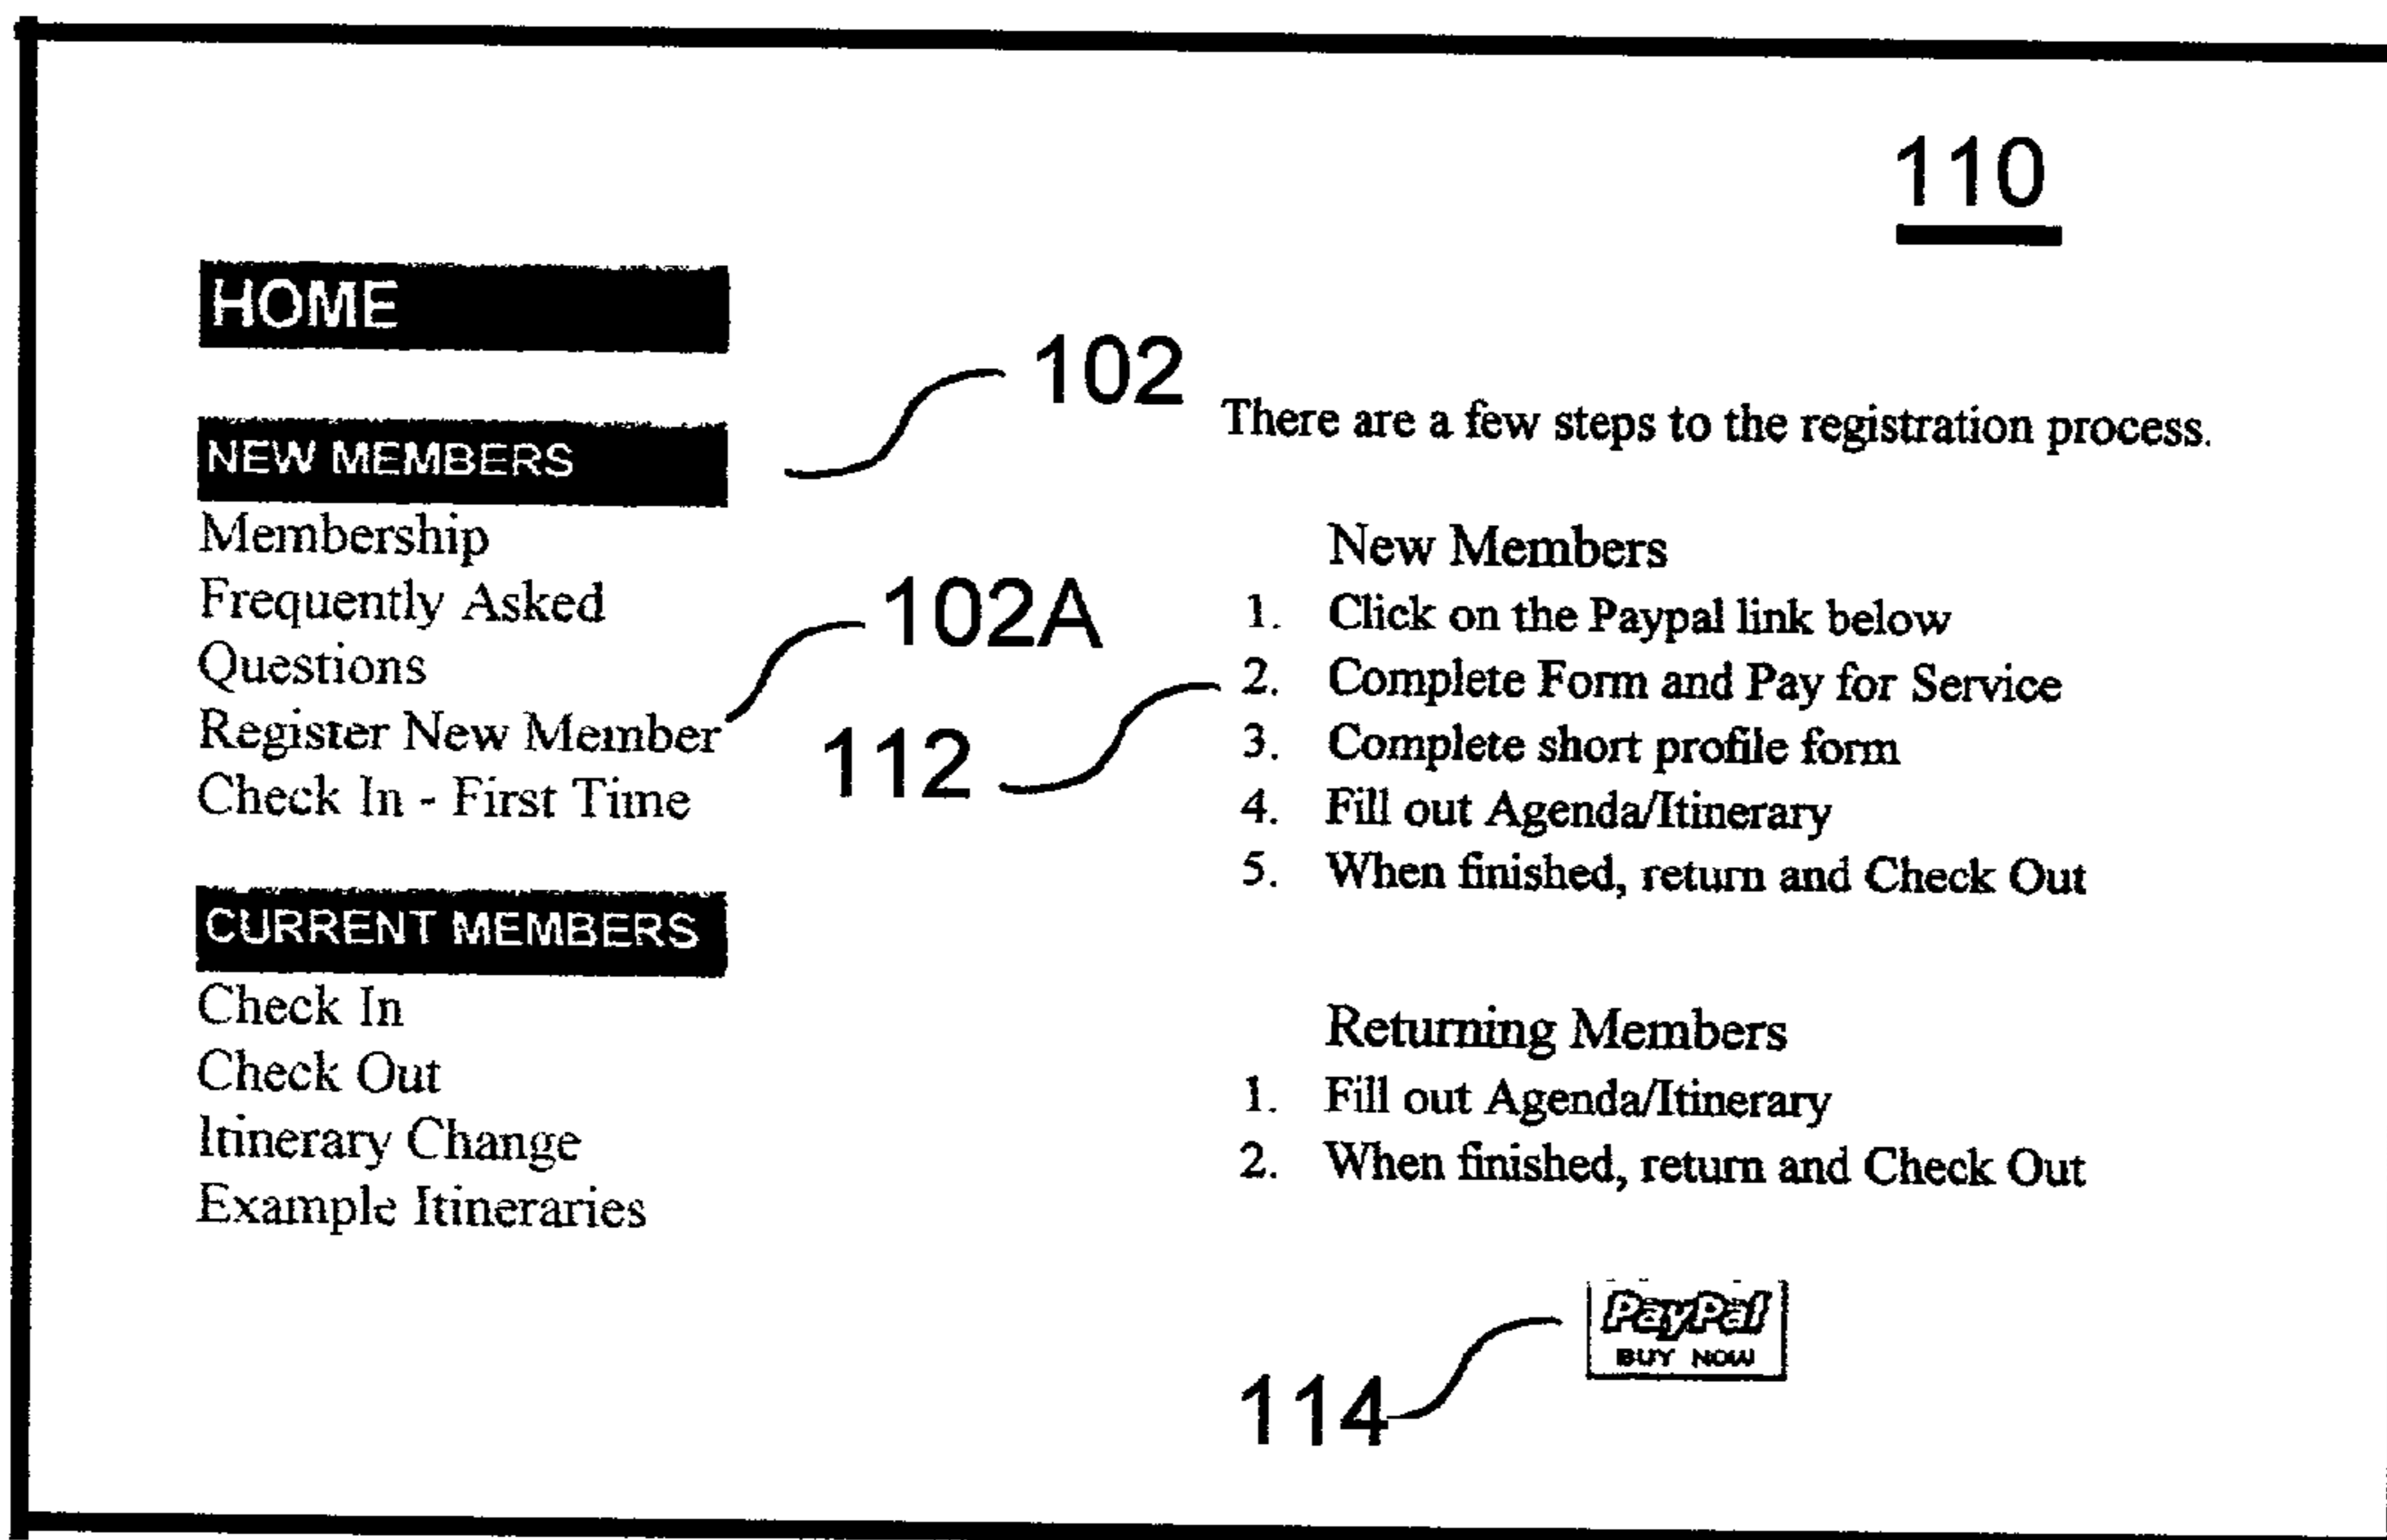 110
HOME
102
NEW MEMBERS
Membership
Frequently Asked
Questions
102A
Register New Member
Check In - First Time
CURRENT MEMBERS
Check In
Check Out
Itinerary Change
Example Itineraries
There are a few steps to the registration process.
New Members
1. Click on the Paypal link below
112
2. Complete Form and Pay for Service
3. Complete short profile form
4. Fill out Agenda/Itinerary
5. When finished, return and Check Out
Returning Members
1. Fill out Agenda/Itinerary
2. When finished, return and Check Out
PayPal
BUY NOW
114